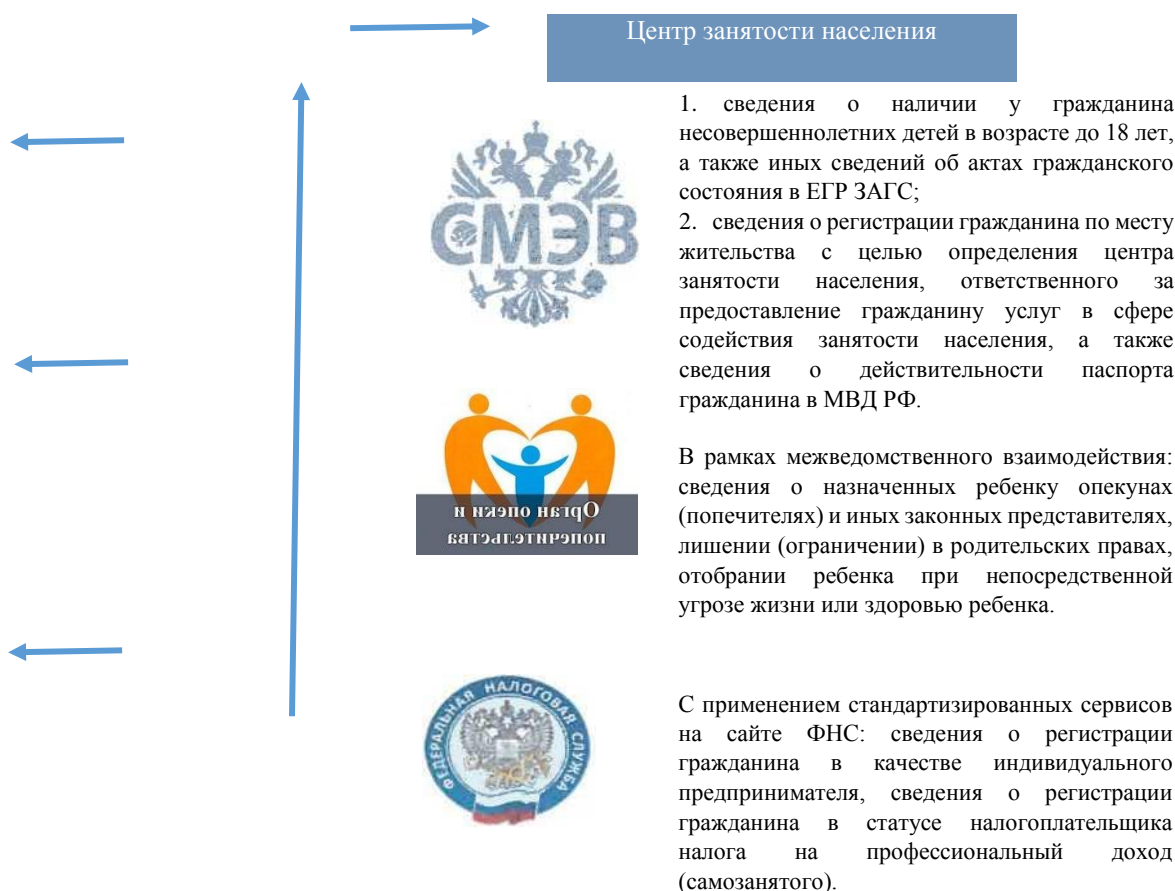 Центр занятости населения
1. сведения о наличии у гражданина
несовершеннолетних детей в возрасте до 18 лет,
а также иных сведений об актах гражданского
состояния в ЕГР ЗАГС;
2. сведения о регистрации гражданина по месту
жительства с целью определения центра
занятости населения, ответственного за
предоставление гражданину услуг в сфере
содействия занятости населения, а также
сведения о действительности паспорта
гражданина в МВД РФ.
СМЭВ
В рамках межведомственного взаимодействия:
сведения о назначенных ребенку опекунах
(попечителях) и иных законных представителях,
лишении (ограничении) в родительских правах,
отобрании ребенка при непосредственной
угрозе жизни или здоровью ребенка.
Орган опеки и
попечительства
ФЕДЕРАЛЬНАЯ НАЛОГОВАЯ СЛУЖБА
С применением стандартизированных сервисов
на сайте ФНС: сведения о регистрации
гражданина в качестве индивидуального
предпринимателя, сведения о регистрации
гражданина в статусе налогоплательщика
налога на профессиональный доход
(самозанятого).